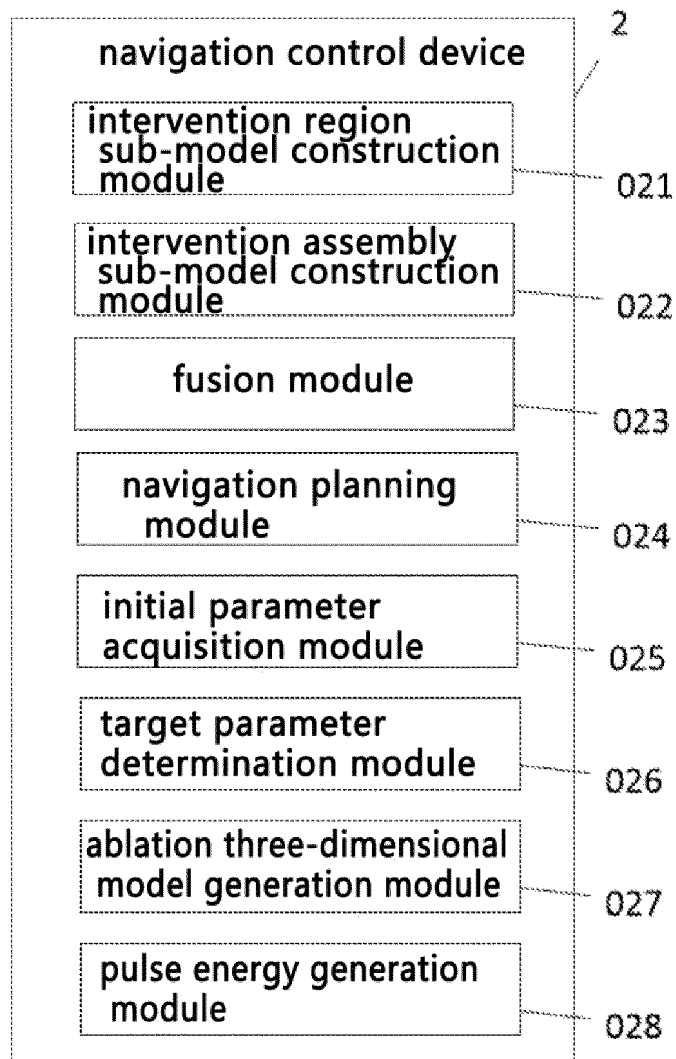 2
navigation control device
intervention region
sub-model construction
module
021
intervention assembly
sub-model construction
module
022
fusion module
023
navigation planning
module
024
initial parameter
acquisition module
025
target parameter
determination module
026
ablation three-dimensional
model generation module
027
pulse energy generation
module
028